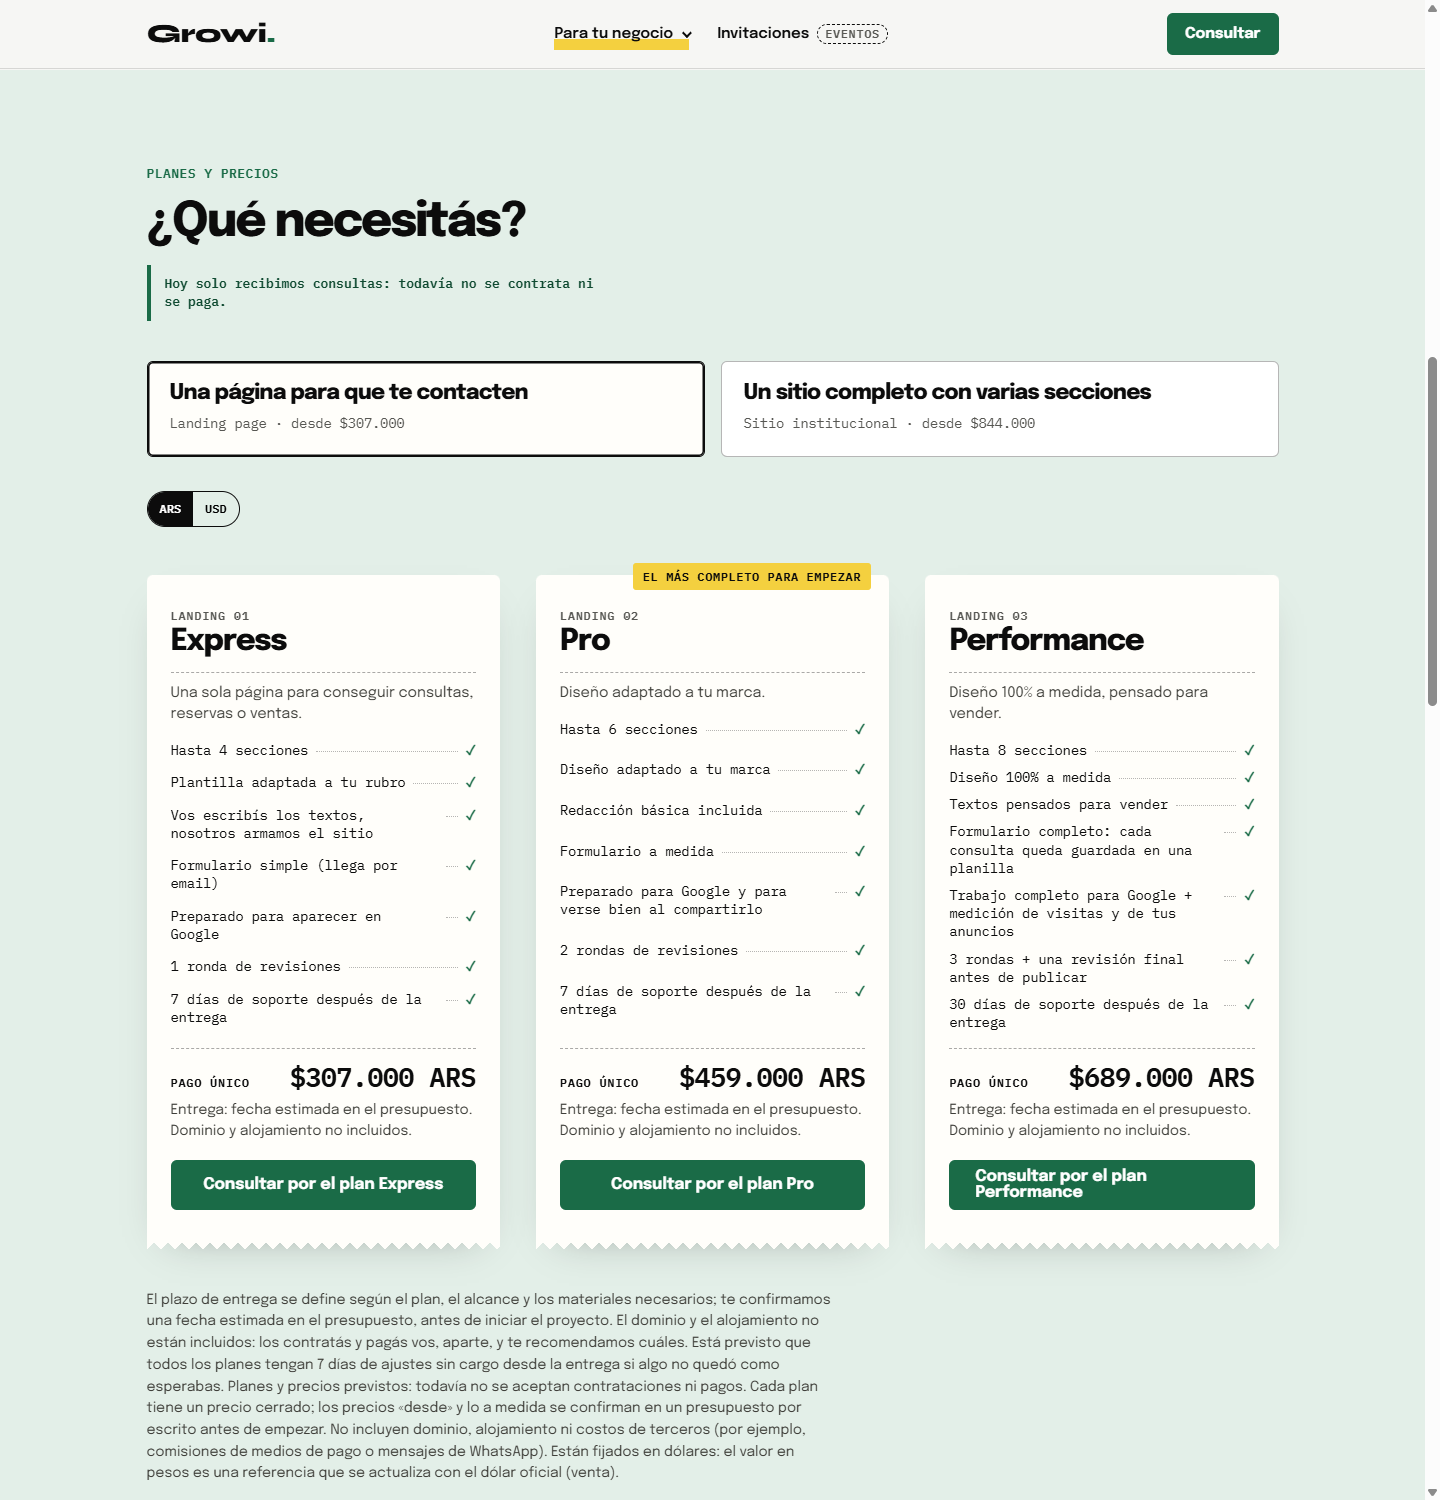 Growi.
Para tu negocio
Invitaciones EVENTOS
Consultar
PLANES Y PRECIOS
¿Qué necesitás?
Hoy solo recibimos consultas: todavía no se contrata ni
se paga.
Una página para que te contacten
Landing page · desde $307.000
Un sitio completo con varias secciones
Sitio institucional · desde $844.000
ARS USD
LANDING 01
Express
Una sola página para conseguir consultas,
reservas o ventas.
Hasta 4 secciones ✓
Plantilla adaptada a tu rubro ✓
Vos escribís los textos, ✓
nosotros armamos el sitio
Formulario simple (llega por ✓
email)
Preparado para aparecer en ✓
Google
1 ronda de revisiones ✓
7 días de soporte después de la ✓
entrega
PAGO ÚNICO $307.000 ARS
Entrega: fecha estimada en el presupuesto.
Dominio y alojamiento no incluidos.
Consultar por el plan Express
EL MÁS COMPLETO PARA EMPEZAR
LANDING 02
Pro
Diseño adaptado a tu marca.
Hasta 6 secciones ✓
Diseño adaptado a tu marca ✓
Redacción básica incluida ✓
Formulario a medida ✓
Preparado para Google y para ✓
verse bien al compartirlo
2 rondas de revisiones ✓
7 días de soporte después de la ✓
entrega
PAGO ÚNICO $459.000 ARS
Entrega: fecha estimada en el presupuesto.
Dominio y alojamiento no incluidos.
Consultar por el plan Pro
LANDING 03
Performance
Diseño 100% a medida, pensado para
vender.
Hasta 8 secciones ✓
Diseño 100% a medida ✓
Textos pensados para vender ✓
Formulario completo: cada ✓
consulta queda guardada en una
planilla
Trabajo completo para Google + ✓
medición de visitas y de tus
anuncios
3 rondas + una revisión final ✓
antes de publicar
30 días de soporte después de la ✓
entrega
PAGO ÚNICO $689.000 ARS
Entrega: fecha estimada en el presupuesto.
Dominio y alojamiento no incluidos.
Consultar por el plan
Performance
El plazo de entrega se define según el plan, el alcance y los materiales necesarios; te confirmamos
una fecha estimada en el presupuesto, antes de iniciar el proyecto. El dominio y el alojamiento no
están incluidos: los contratás y pagás vos, aparte, y te recomendamos cuáles. Está previsto que
todos los planes tengan 7 días de ajustes sin cargo desde la entrega si algo no quedó como
esperabas. Planes y precios previstos: todavía no se aceptan contrataciones ni pagos. Cada plan
tiene un precio cerrado; los precios «desde» y lo a medida se confirman en un presupuesto por
escrito antes de empezar. No incluyen dominio, alojamiento ni costos de terceros (por ejemplo,
comisiones de medios de pago o mensajes de WhatsApp). Están fijados en dólares: el valor en
pesos es una referencia que se actualiza con el dólar oficial (venta).